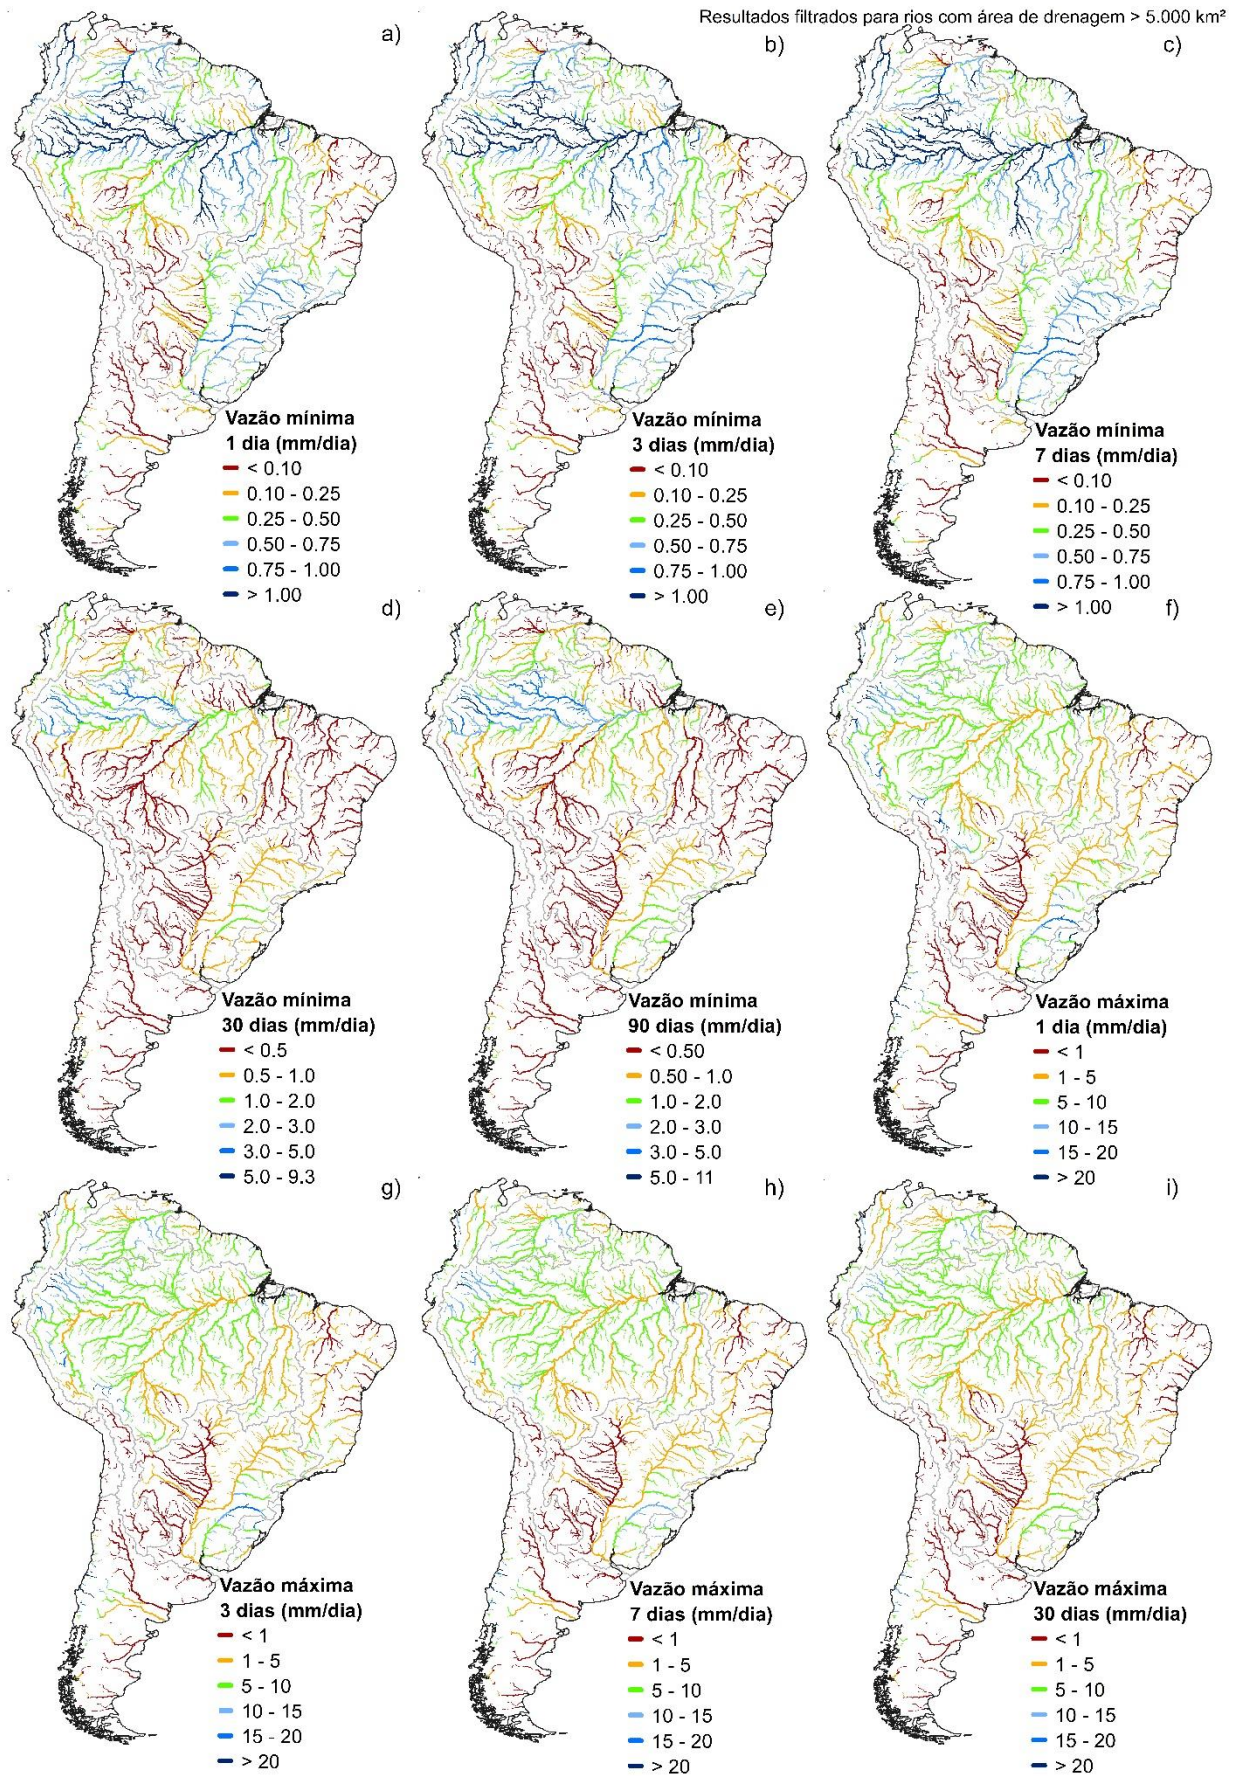 Resultados filtrados para rios com área de drenagem > 5.000 km²
a)
b)
c)
Vazão mínima
1 dia (mm/dia)
< 0.10
0.10 - 0.25
0.25 - 0.50
0.50 - 0.75
0.75 - 1.00
> 1.00
Vazão mínima
3 dias (mm/dia)
< 0.10
0.10 - 0.25
0.25 - 0.50
0.50 - 0.75
0.75 - 1.00
> 1.00
Vazão mínima
7 dias (mm/dia)
< 0.10
0.10 - 0.25
0.25 - 0.50
0.50 - 0.75
0.75 - 1.00
> 1.00
d)
e)
f)
Vazão mínima
30 dias (mm/dia)
< 0.5
0.5 - 1.0
1.0 - 2.0
2.0 - 3.0
3.0 - 5.0
5.0 - 9.3
Vazão mínima
90 dias (mm/dia)
< 0.50
0.50 - 1.0
1.0 - 2.0
2.0 - 3.0
3.0 - 5.0
5.0 - 11
Vazão máxima
1 dia (mm/dia)
< 1
1 - 5
5 - 10
10 - 15
15 - 20
> 20
g)
h)
i)
Vazão máxima
3 dias (mm/dia)
< 1
1 - 5
5 - 10
10 - 15
15 - 20
> 20
Vazão máxima
7 dias (mm/dia)
< 1
1 - 5
5 - 10
10 - 15
15 - 20
> 20
Vazão máxima
30 dias (mm/dia)
< 1
1 - 5
5 - 10
10 - 15
15 - 20
> 20